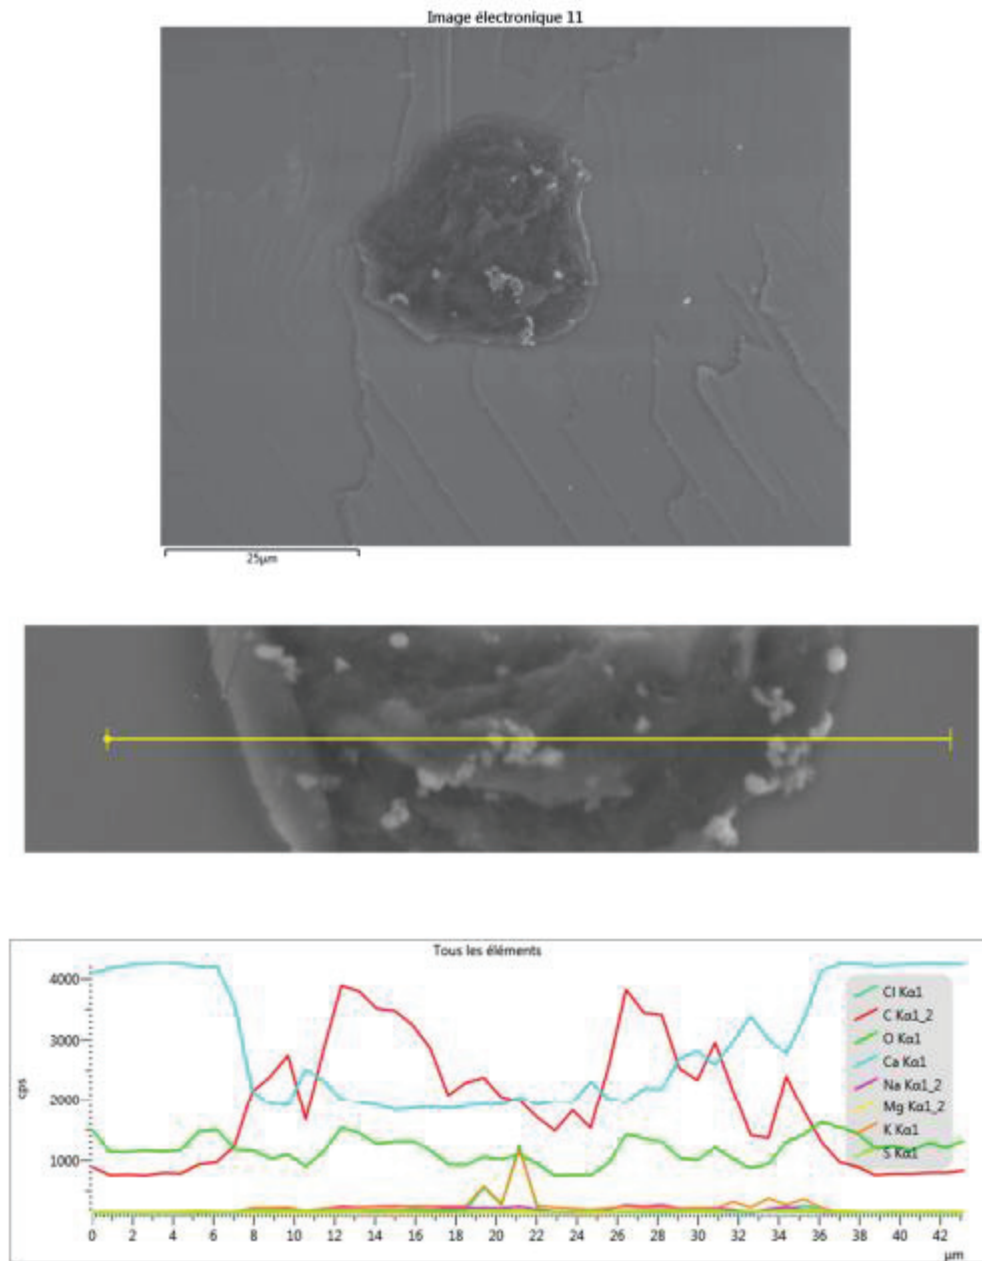 Image électronique 11
25µm
Tous les éléments
4000
3000
2000
1000
cps
Cl Kα1
C Kα1_2
O Kα1
Ca Kα1
Na Kα1_2
Mg Kα1_2
K Kα1
S Kα1
0 2 4 6 8 10 12 14 16 18 20 22 24 26 28 30 32 34 36 38 40 42
µm